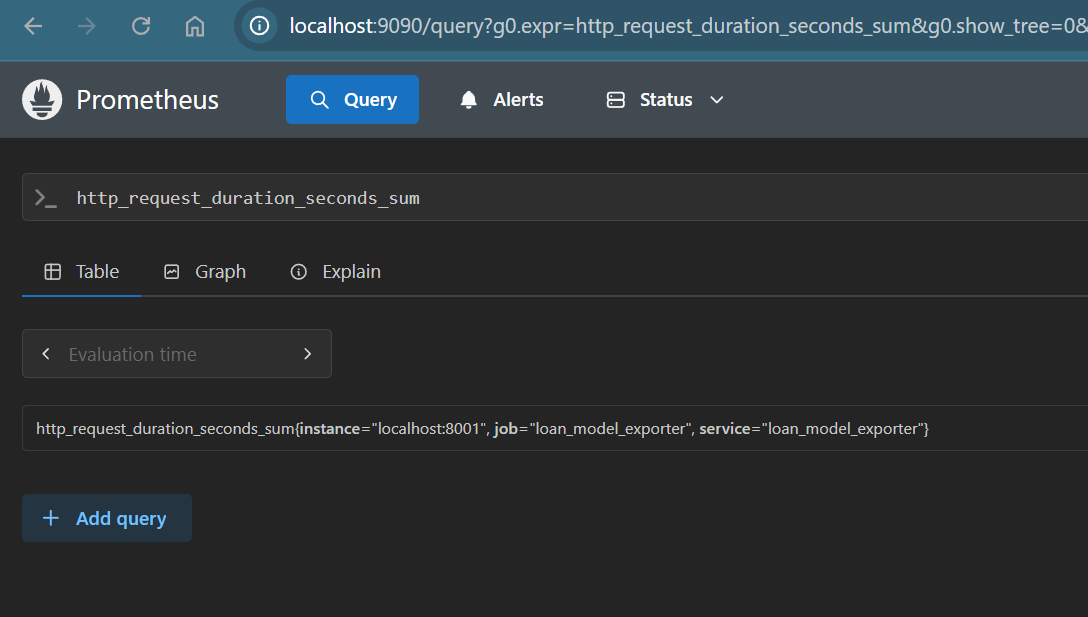 localhost:9090/query?g0.expr=http_request_duration_seconds_sum&g0.show_tree=0&
Prometheus Query Alerts Status
http_request_duration_seconds_sum
Table Graph Explain
Evaluation time
http_request_duration_seconds_sum{instance="localhost:8001", job="loan_model_exporter", service="loan_model_exporter"}
Add query